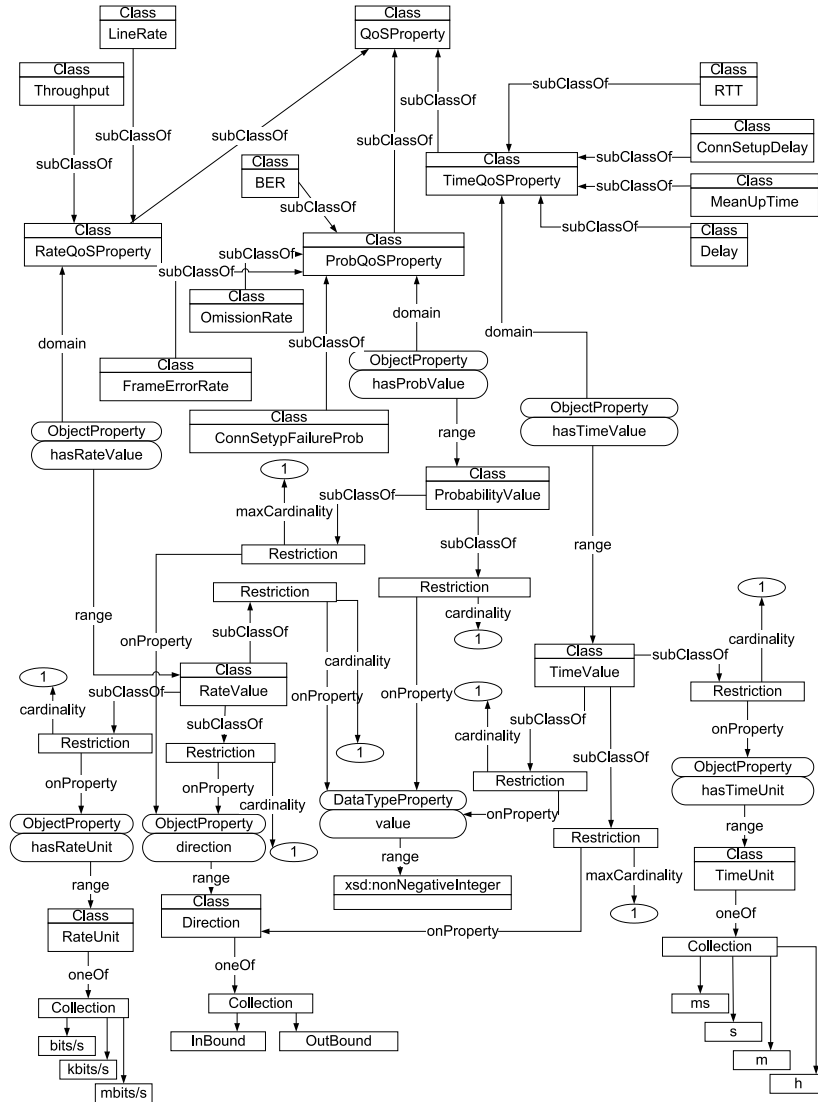 Class
LineRate
Class
QoSProperty
Class
Throughput
Class
RTT
subClassOf
subClassOf
subClassOf
subClassOf
subClassOf
subClassOf
Class
ConnSetupDelay
subClassOf
Class
BER
Class
TimeQoSProperty
subClassOf
Class
MeanUpTime
subClassOf
subClassOf
Class
Delay
Class
RateQoSProperty
Class
ProbQoSProperty
subClassOf
subClassOf
Class
OmissionRate
domain
domain
domain
subClassOf
Class
FrameErrorRate
ObjectProperty
hasProbValue
Class
ConnSetypFailureProb
ObjectProperty
hasRateValue
ObjectProperty
hasTimeValue
range
1
Class
ProbabilityValue
subClassOf
maxCardinality
Restriction
subClassOf
range
Restriction
Restriction
cardinality
1
1
range
onProperty
subClassOf
cardinality
cardinality
Class
TimeValue
subClassOf
1
Class
RateValue
subClassOf
onProperty
onProperty
1
Restriction
cardinality
subClassOf
subClassOf
onProperty
Restriction
Restriction
1
cardinality
subClassOf
Restriction
ObjectProperty
hasTimeUnit
onProperty
onProperty
cardinality
DataTypeProperty
value
onProperty
ObjectProperty
hasRateUnit
ObjectProperty
direction
1
Restriction
range
range
range
range
xsd:nonNegativeInteger
Class
TimeUnit
maxCardinality
1
Class
RateUnit
Class
Direction
onProperty
oneOf
oneOf
oneOf
Collection
Collection
Collection
ms
s
m
h
bits/s
kbits/s
mbits/s
InBound
OutBound